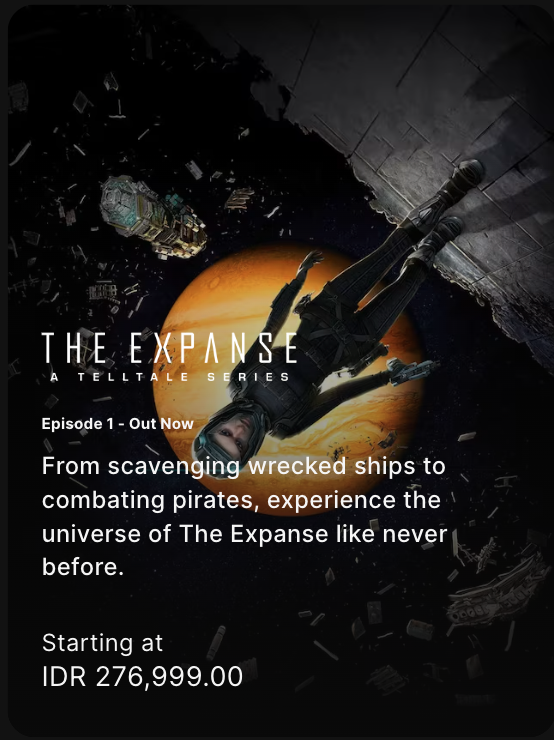 THE EXPANSE
A TELLTALE SERIES
Episode 1 - Out Now
From scavenging wrecked ships to
combating pirates, experience the
universe of The Expanse like never
before.
Starting at
IDR 276,999.00